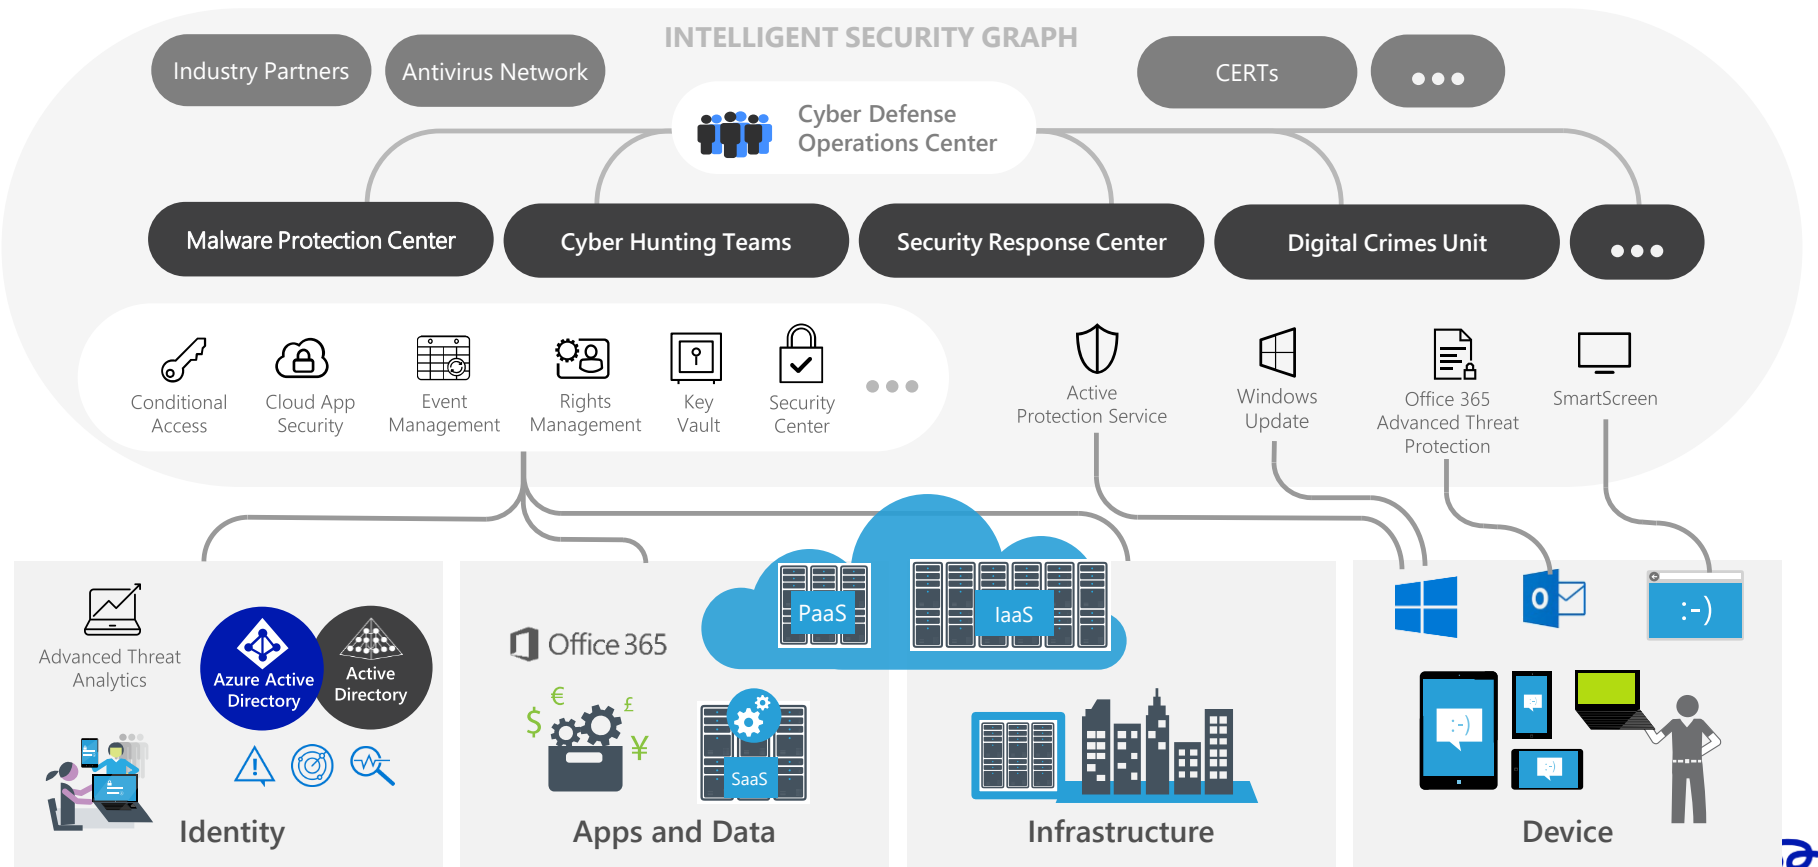 INTELLIGENT SECURITY GRAPH
Industry Partners
Antivirus Network
CERTs
Cyber Defense
Operations Center
Malware Protection Center
Cyber Hunting Teams
Security Response Center
Digital Crimes Unit
Conditional
Access
Cloud App
Security
Event
Management
Rights
Management
Key
Vault
Security
Center
Active
Protection Service
Windows
Update
Office 365
Advanced Threat
Protection
SmartScreen
Advanced Threat
Analytics
Azure Active
Directory
Active
Directory
Identity
Office 365
PaaS
$
€
£
¥
SaaS
Apps and Data
IaaS
Infrastructure
O
:-)
:-)
:-)
:-)
Device